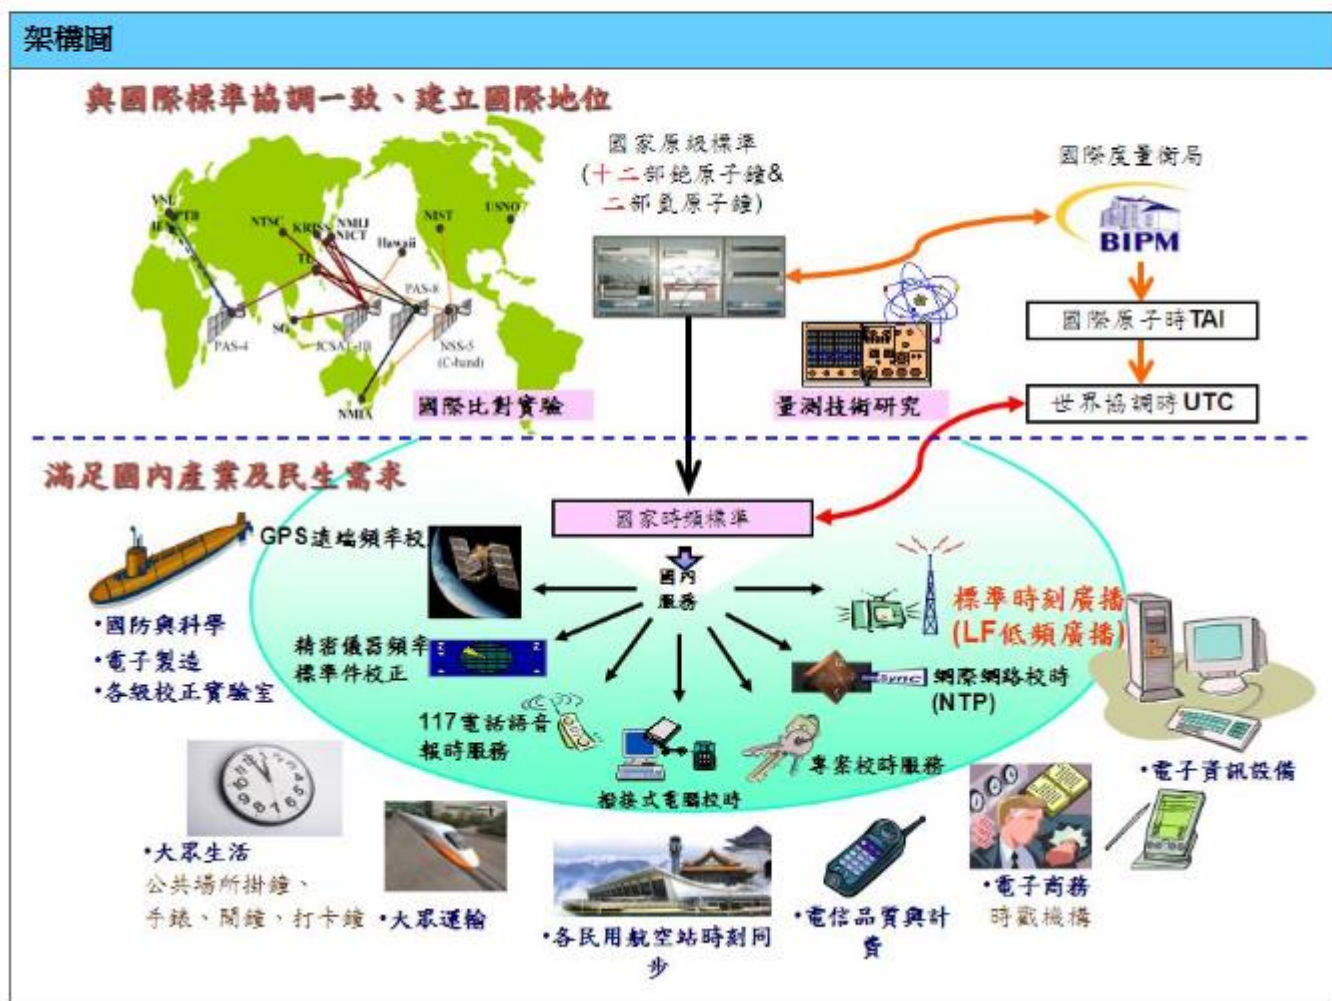 架構圖
與國際標準協調一致、建立國際地位
國家原級標準
(十二部銫原子鐘&
二部氫原子鐘)
國際度量衡局
BIPM
國際原子時TAI
世界協調時UTC
VSL
PTB
NTSC
KRISS
NMIJ
NICT
TL
Hawaii
NIST
USNO
PAS-8
SG
PAS-4
JCSAT-1B
NSS-5
(C-band)
NMIA
國際比對實驗
量測技術研究
滿足國內產業及民生需求
國家時頻標準
國內
服務
GPS遠端頻率校
精密儀器頻率
標準件校正
117電話語音
報時服務
撥接式電腦校時
專案校時服務
Sync
網際網路校時
(NTP)
標準時刻廣播
(LF低頻廣播)
•國防與科學
•電子製造
•各級校正實驗室
•大眾生活
公共場所掛鐘、
手錶、鬧鐘、打卡鐘
•大眾運輸
•各民用航空站時刻同
步
•電信品質與計
費
•電子商務
時戳機構
•電子資訊設備